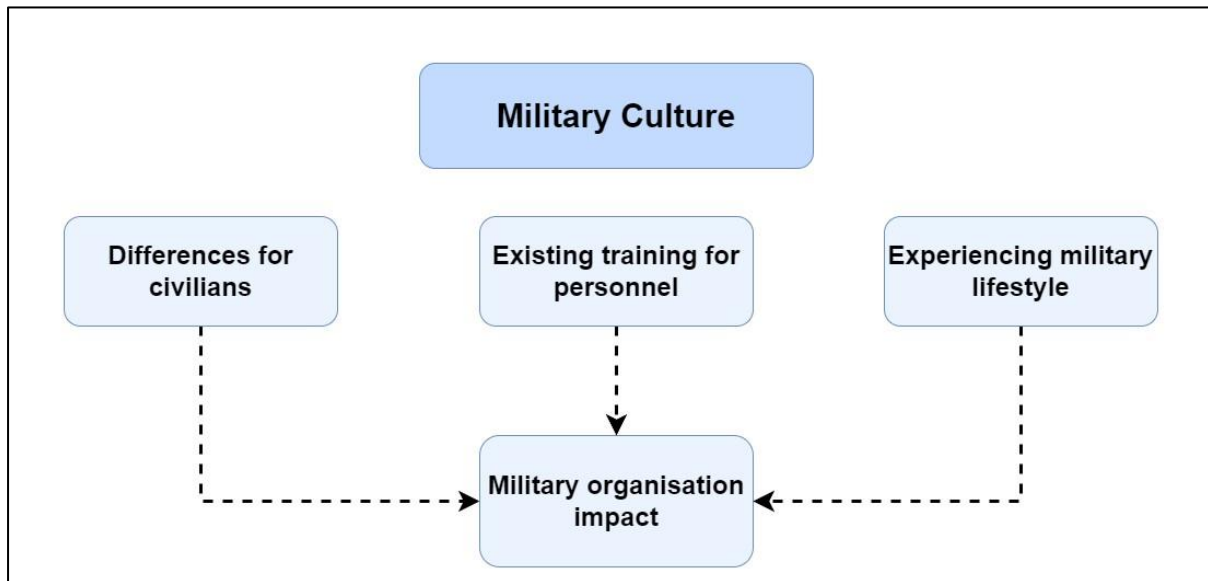 Military Culture
Differences for
civilians
Existing training for
personnel
Experiencing military
lifestyle
Military organisation
impact